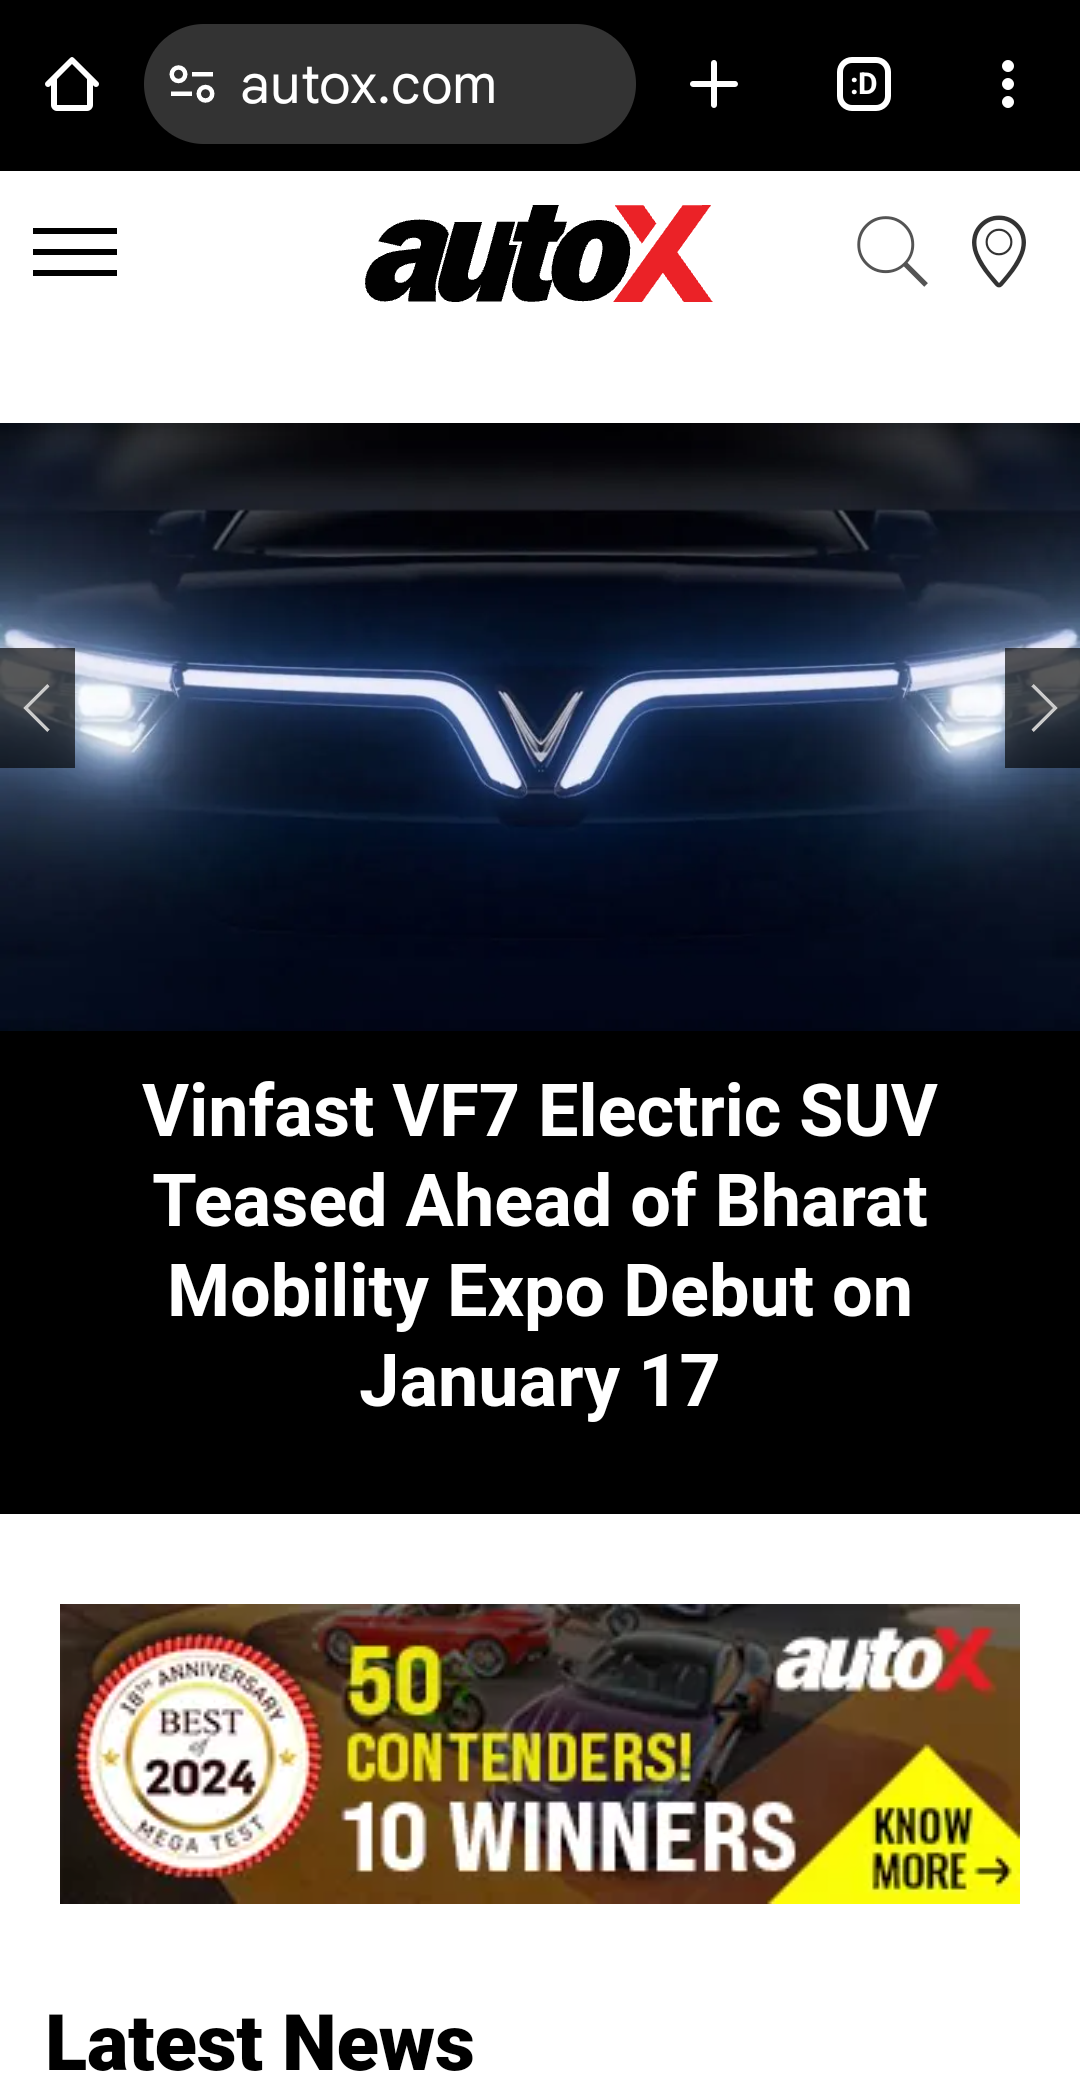 autox.com
:D
autoX
Vinfast VF7 Electric SUV
Teased Ahead of Bharat
Mobility Expo Debut on
January 17
18TH ANNIVERSARY
BEST
of
2024
MEGA TEST
50
CONTENDERS!
10 WINNERS
autoX
KNOW
MORE →
Latest News